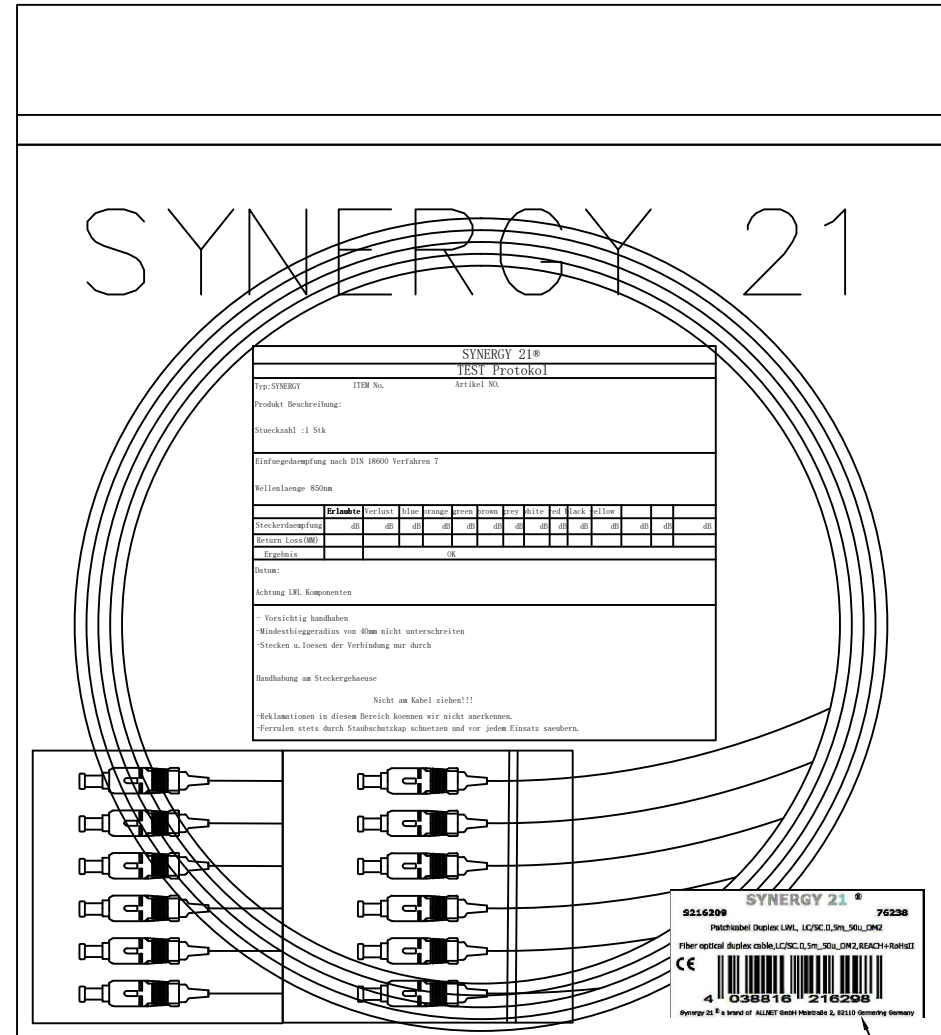 SYNERGY 21
SYNERGY 21®
TEST Protokol
Typ:SYNERGY ITEM No. Artikel NO.
Produkt Beschreibung:
Stueckzahl :1 Stk
Einfuegedaempfung nach DIN 18600 Verfahren 7
Wellenlaenge 850nm
Erlaubte Verlust blue orange green brown grey white red black yellow
Steckerdaempfung dB dB dB dB dB dB dB dB dB dB dB dB dB
Return Loss(MM)
Ergebnis OK
Datum:
Achtung LWL Komponenten
- Vorsichtig handhaben
-Mindestbieggeradius von 40mm nicht unterschreiten
-Stecken u.loesen der Verbindung nur durch
Handhabung am Steckergehaeuse
Nicht am Kabel ziehen!!!
-Reklamationen in diesem Bereich koennen wir nicht anerkennen.
-Ferrulen stets durch Staubschutzkap schuetzen und vor jedem Einsatz saeubern.
SYNERGY 21 ®
S216209 76238
Patchkabel Duplex LWL, LC/SC.0,5m_50u_OM2
Fiber optical duplex cable,LC/SC.0,5m_50u_OM2,REACH+RoHsII
CE
4 038816 216298
Synergy 21 ® a brand of ALLNET GmbH Maistraße 2, 82110 Germering Germany